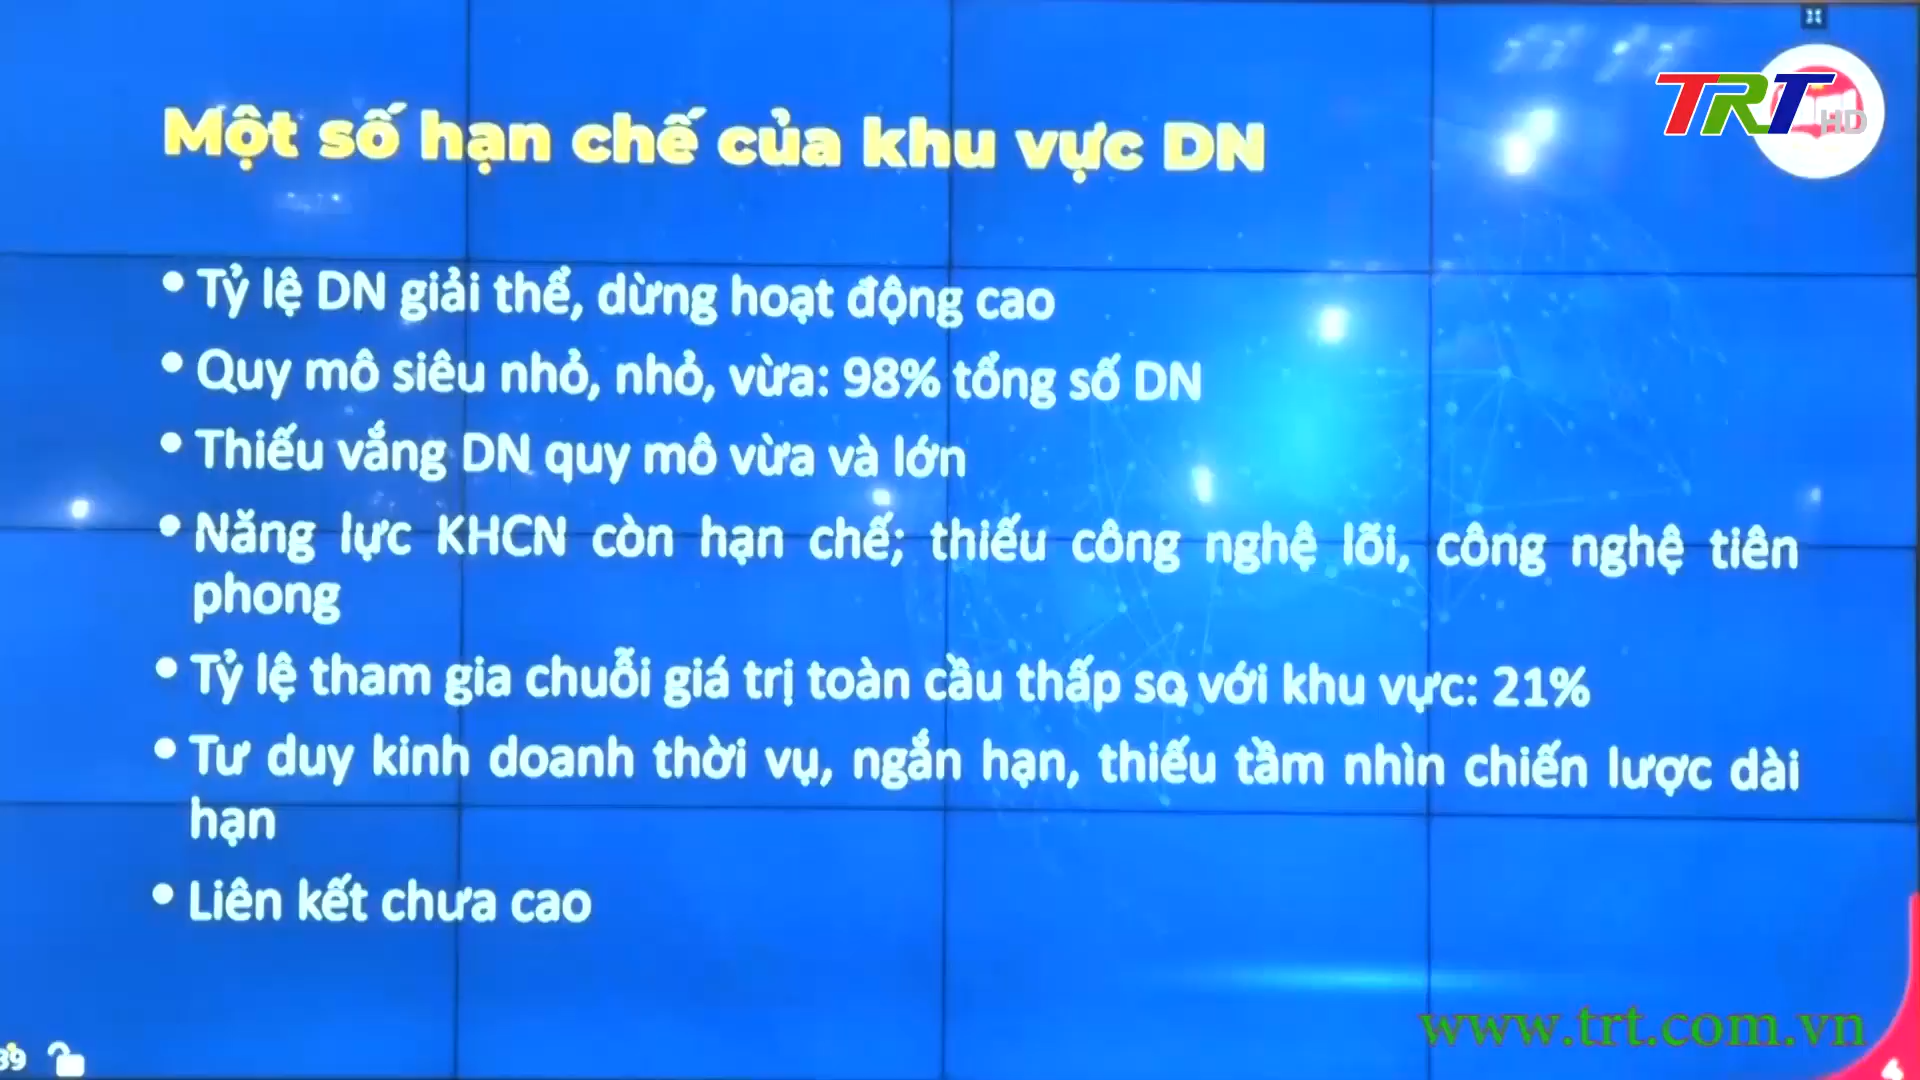 TRT HD
Một số hạn chế của khu vực DN
• Tỷ lệ DN giải thể, dừng hoạt động cao
• Quy mô siêu nhỏ, nhỏ, vừa: 98% tổng số DN
• Thiếu vắng DN quy mô vừa và lớn
• Năng lực KHCN còn hạn chế; thiếu công nghệ lõi, công nghệ tiên
phong
• Tỷ lệ tham gia chuỗi giá trị toàn cầu thấp so với khu vực: 21%
• Tư duy kinh doanh thời vụ, ngắn hạn, thiếu tầm nhìn chiến lược dài
hạn
• Liên kết chưa cao
www.trt.com.vn
39
4